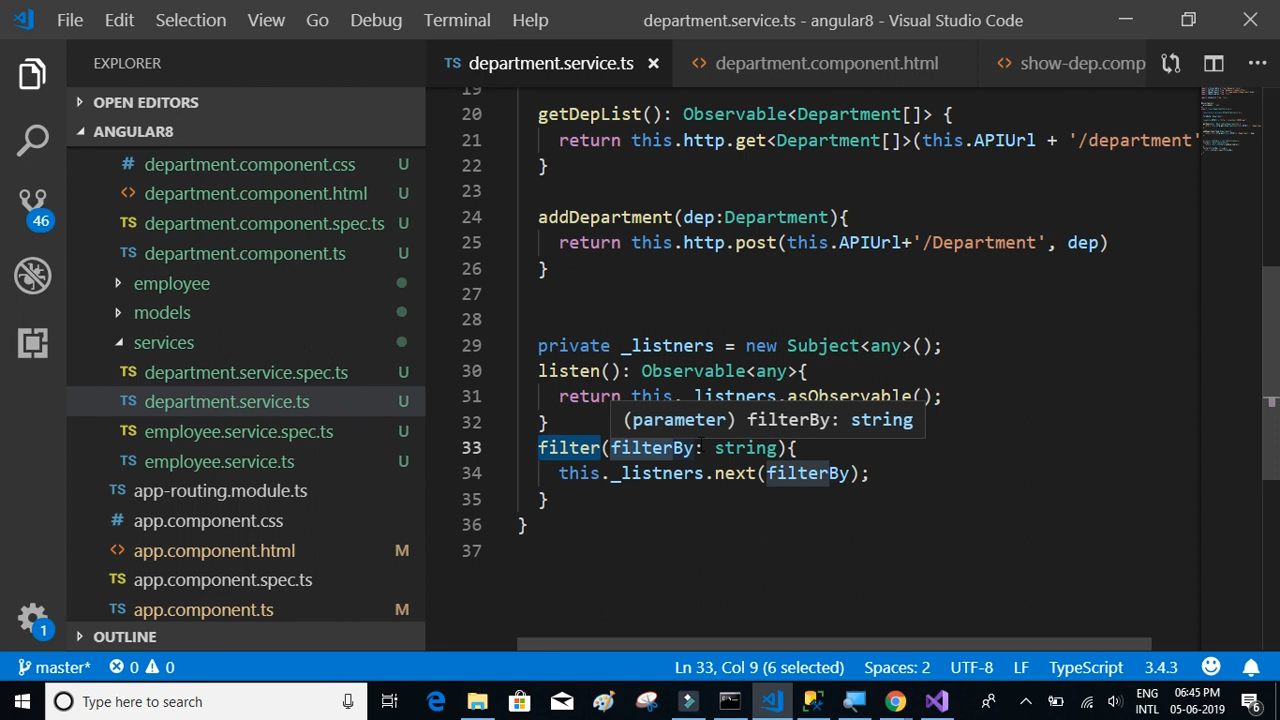 File Edit Selection View Go Debug Terminal Help department.service.ts - angular8 - Visual Studio Code
EXPLORER
TS department.service.ts
<> department.component.html
<> show-dep.comp
OPEN EDITORS
ANGULAR8
# department.component.css U
<> department.component.html U
TS department.component.spec.ts U
TS department.component.ts U
employee
models
services
TS department.service.spec.ts U
TS department.service.ts U
TS employee.service.spec.ts U
TS employee.service.ts U
TS app-routing.module.ts
# app.component.css
<> app.component.html M
TS app.component.spec.ts
TS app.component.ts M
OUTLINE
46
1
19
20 getDepList(): Observable<Department[]> {
21 return this.http.get<Department[]>(this.APIUrl + '/department'
22 }
23
24 addDepartment(dep:Department){
25 return this.http.post(this.APIUrl+'/Department', dep)
26 }
27
28
29 private _listners = new Subject<any>();
30 listen(): Observable<any>{
31 return this._listners.asObservable();
32 }
(parameter) filterBy: string
33 filter(filterBy: string){
34 this._listners.next(filterBy);
35 }
36 }
37
master* 0 0 Ln 33, Col 9 (6 selected) Spaces: 2 UTF-8 LF TypeScript 3.4.3
Type here to search
ENG 06:45 PM
INTL 05-06-2019 6